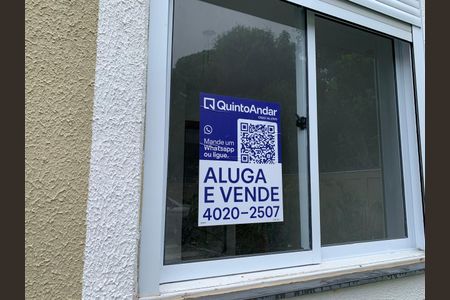 QuintoAndar
Mande um
Whatsapp
ou ligue.
ALUGA
E VENDE
4020-2507